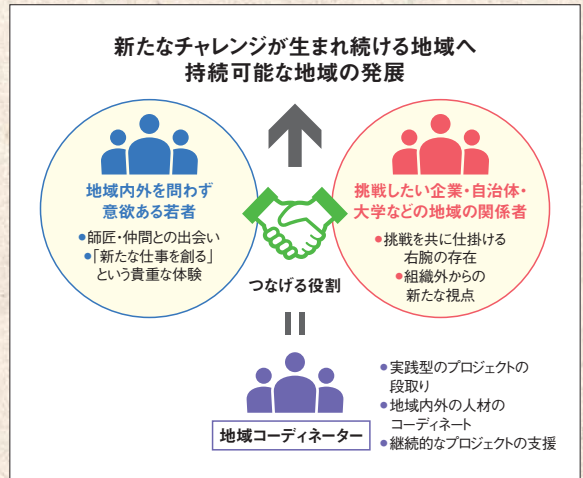 新たなチャレンジが生まれ続ける地域へ
持続可能な地域の発展
地域内外を問わず
意欲ある若者
●師匠・仲間との出会い
●「新たな仕事を創る」
という貴重な体験
つなげる役割
挑戦したい企業・自治体・
大学などの地域の関係者
●挑戦を共に仕掛ける
右腕の存在
●組織外からの
新たな視点
地域コーディネーター
●実践型のプロジェクトの
段取り
●地域内外の人材の
コーディネート
●継続的なプロジェクトの支援